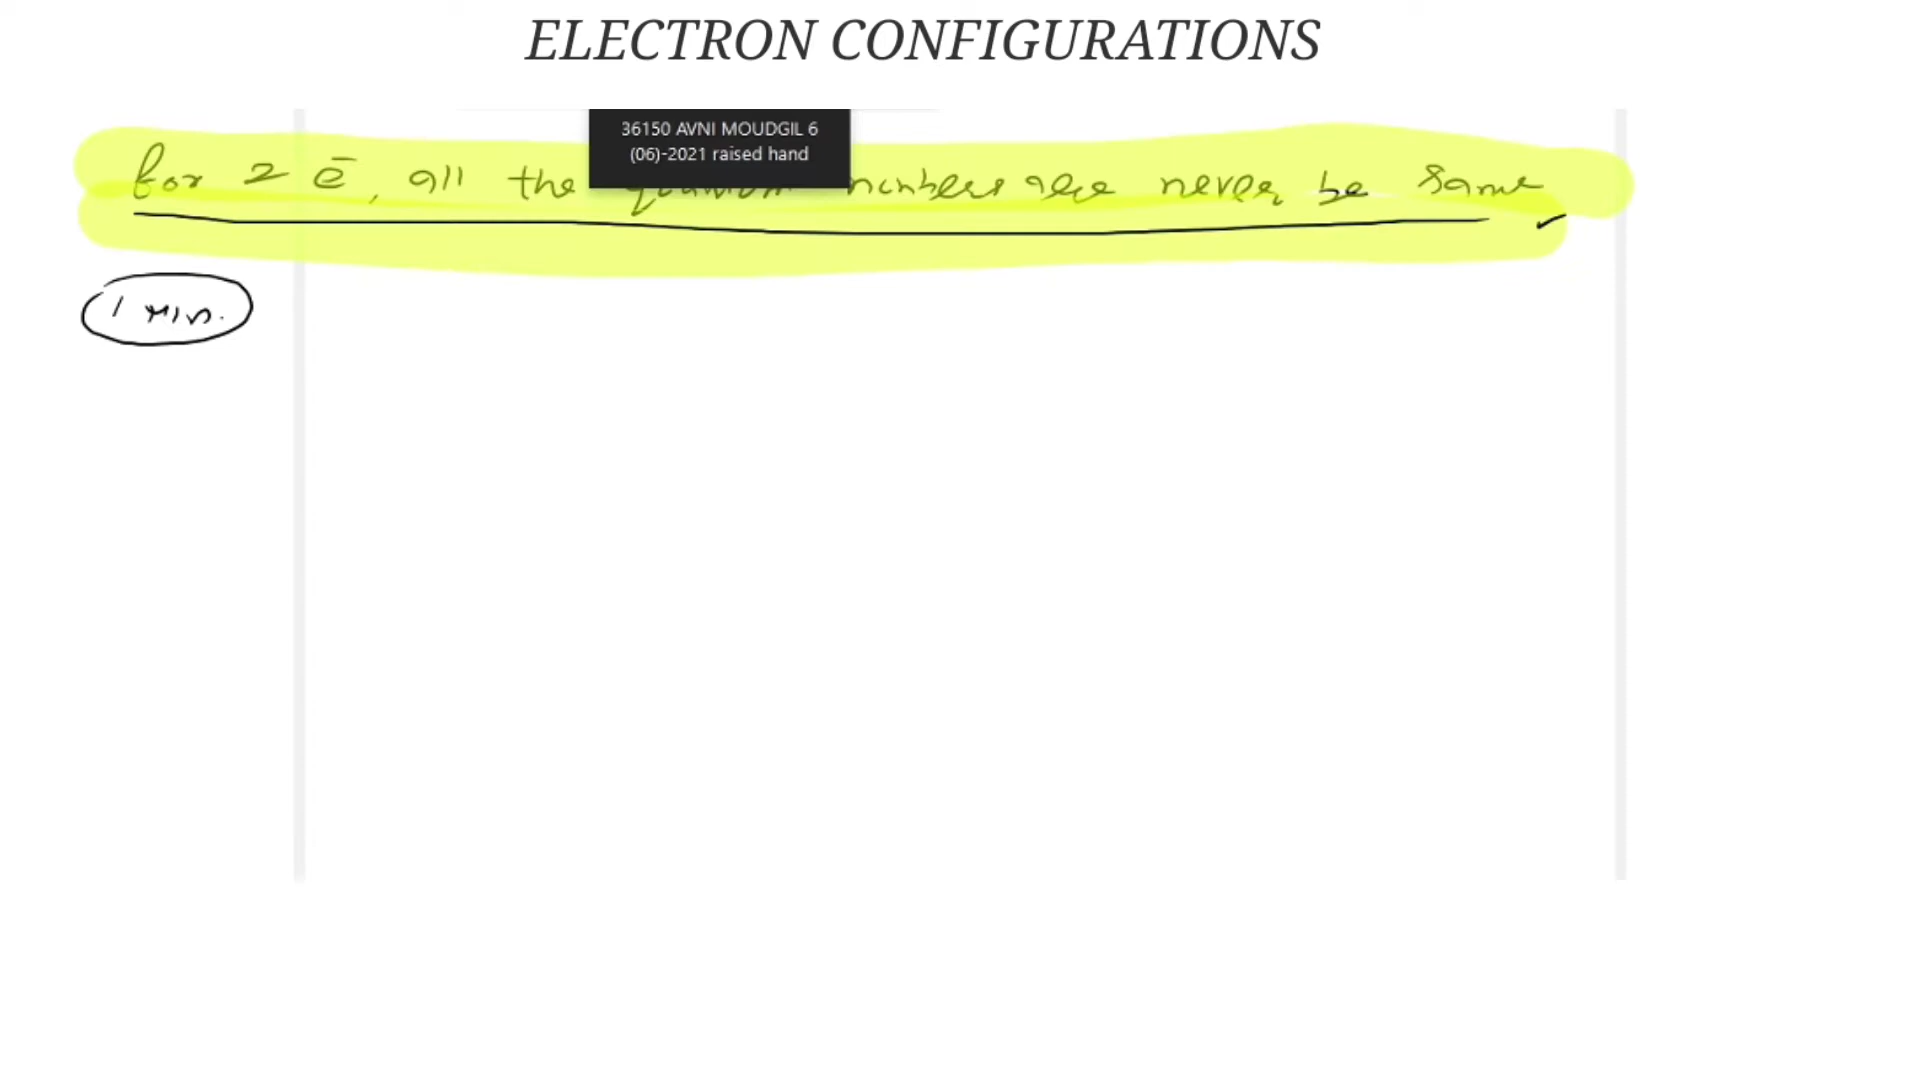 ELECTRON CONFIGURATIONS
36150 AVNI MOUDGIL 6
(06)-2021 raised hand
for 2 ē, all the quantum numbers are never be same
1 Min.